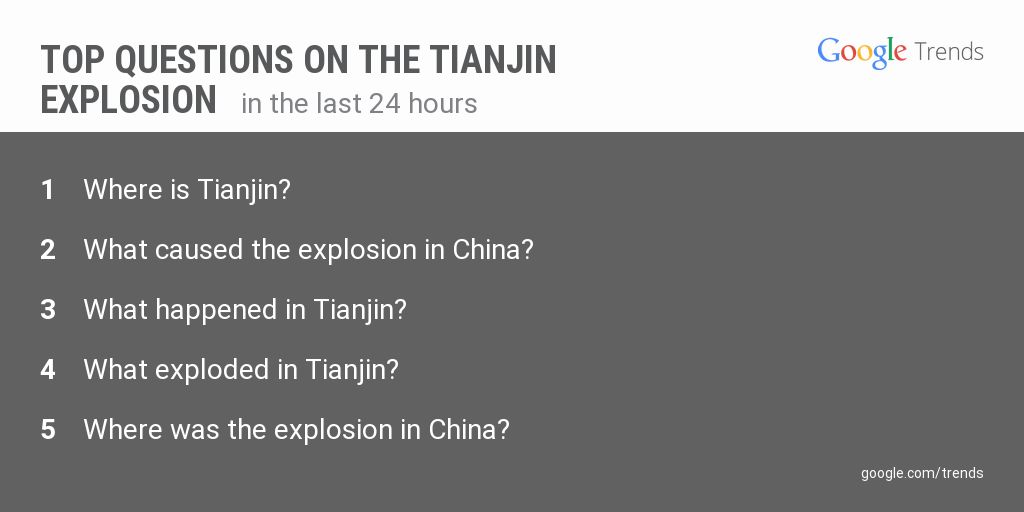 TOP QUESTIONS ON THE TIANJIN
EXPLOSION in the last 24 hours
Google Trends
1 Where is Tianjin?
2 What caused the explosion in China?
3 What happened in Tianjin?
4 What exploded in Tianjin?
5 Where was the explosion in China?
google.com/trends